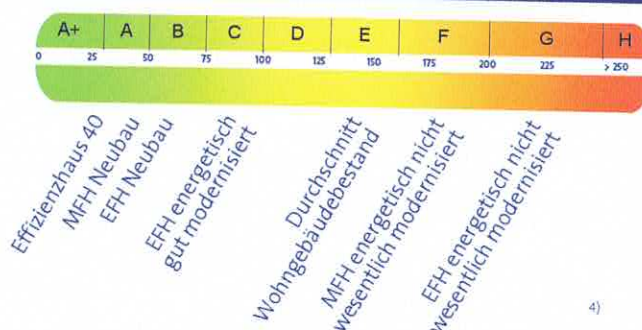 A+ A B C D E F G H
0 25 50 75 100 125 150 175 200 225 > 250
Effizienzhaus 40
MFH Neubau
EFH Neubau
EFH energetisch
gut modernisiert
Durchschnitt
Wohngebäudebestand
MFH energetisch nicht
wesentlich modernisiert
EFH energetisch nicht
wesentlich modernisiert
4)